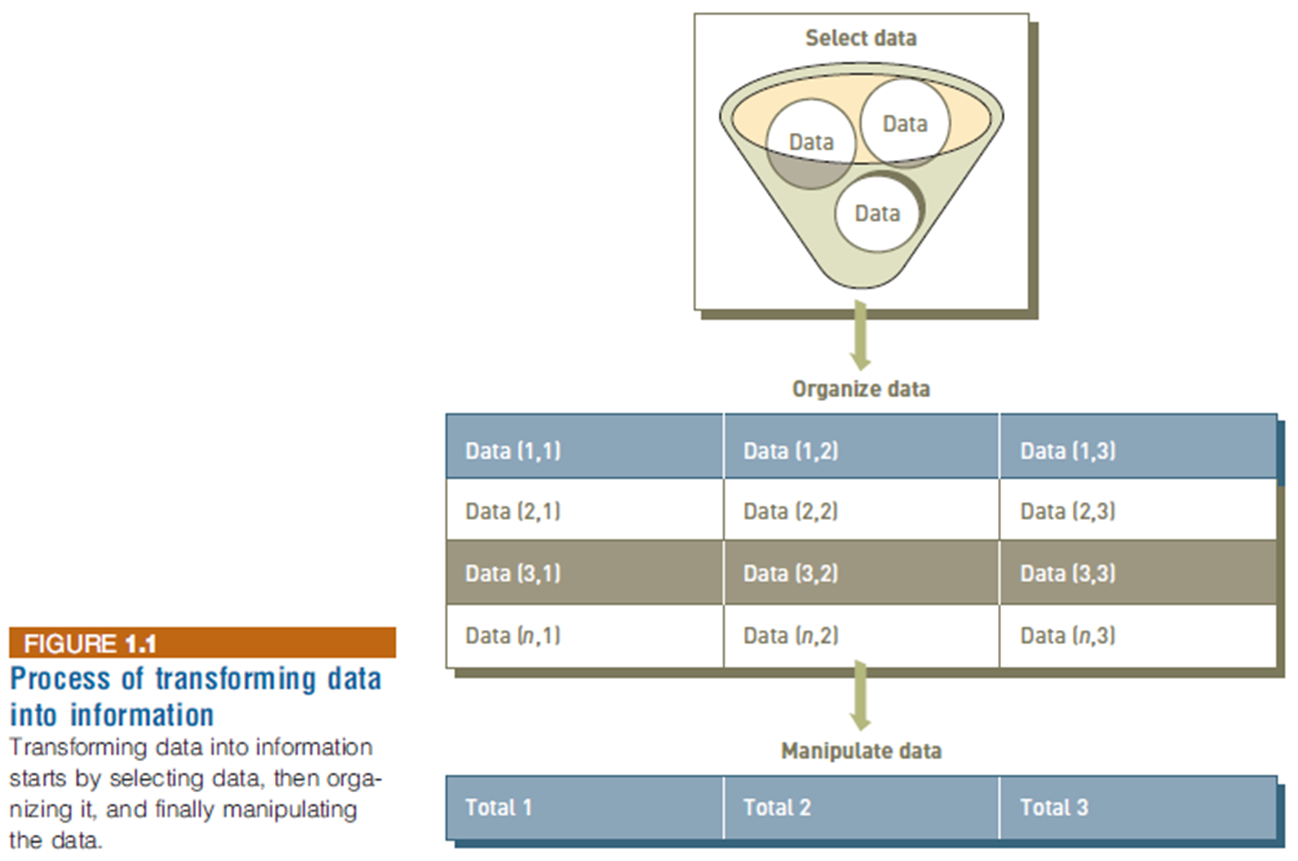 Select data
Data
Data
Data
Organize data
Data (1,1) Data (1,2) Data (1,3)
Data (2,1) Data (2,2) Data (2,3)
Data (3,1) Data (3,2) Data (3,3)
Data (n,1) Data (n,2) Data (n,3)
Manipulate data
Total 1 Total 2 Total 3
FIGURE 1.1
Process of transforming data
into information
Transforming data into information
starts by selecting data, then orga-
nizing it, and finally manipulating
the data.